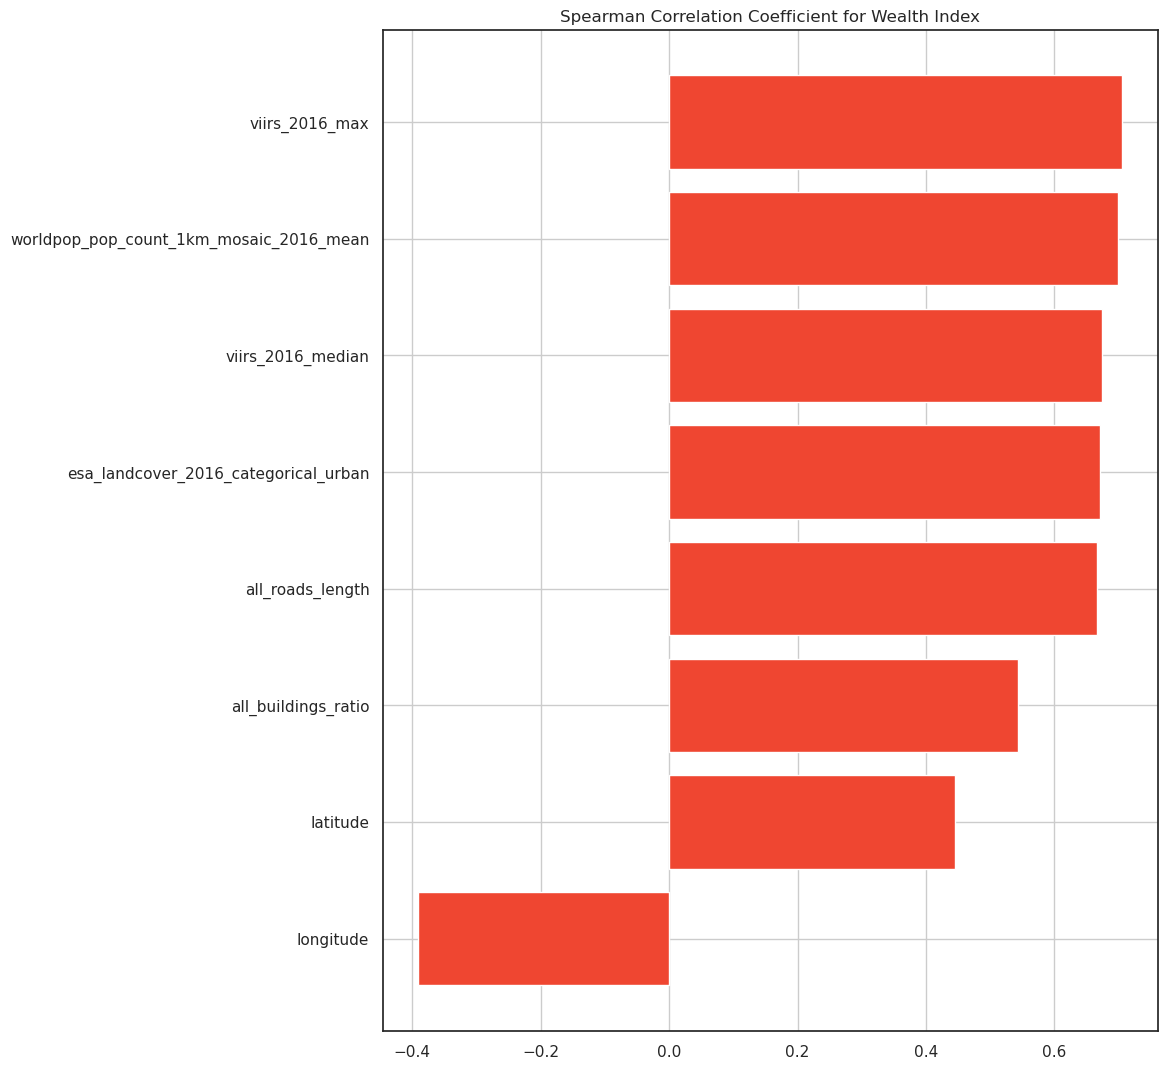 Spearman Correlation Coefficient for Wealth Index
viirs_2016_max
worldpop_pop_count_1km_mosaic_2016_mean
viirs_2016_median
esa_landcover_2016_categorical_urban
all_roads_length
all_buildings_ratio
latitude
longitude
−0.4 −0.2 0.0 0.2 0.4 0.6